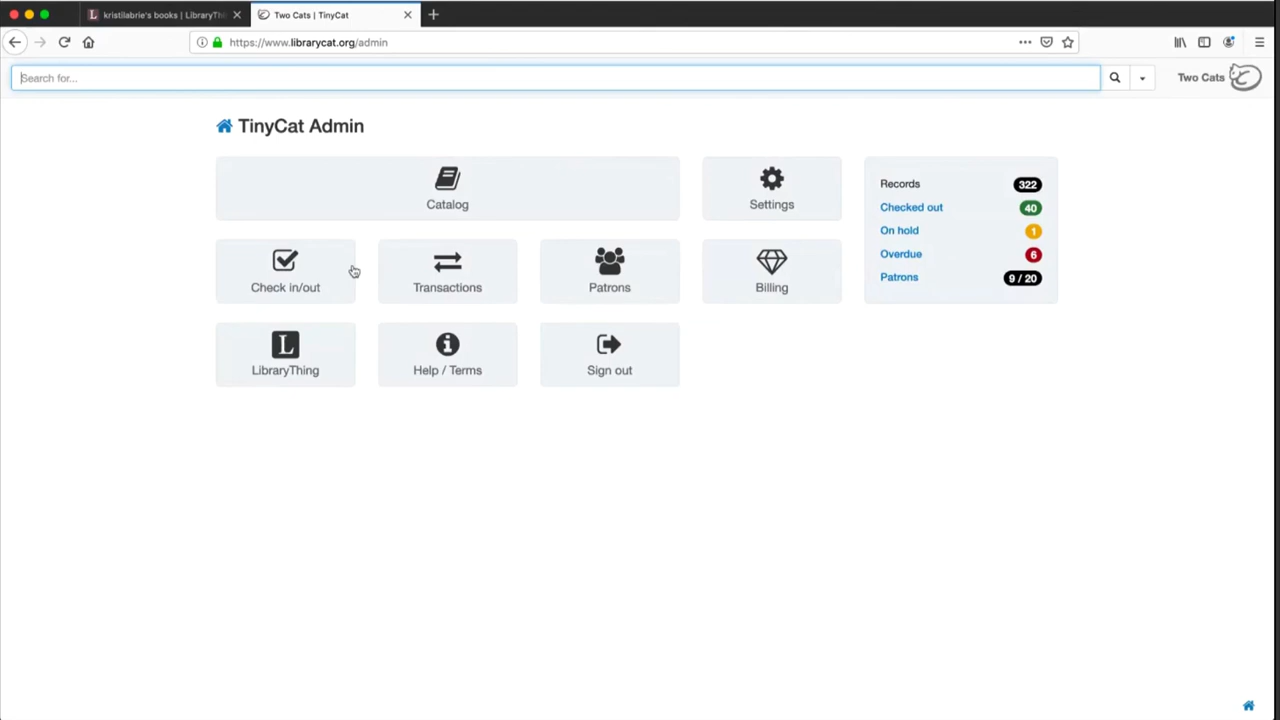 kristilabrie's books | LibraryThi
Two Cats | TinyCat
https://www.librarycat.org/admin
Search for...
Two Cats
TinyCat Admin
Catalog
Settings
Records 322
Checked out 40
On hold 1
Overdue 6
Patrons 9 / 20
Check in/out
Transactions
Patrons
Billing
L
LibraryThing
Help / Terms
Sign out